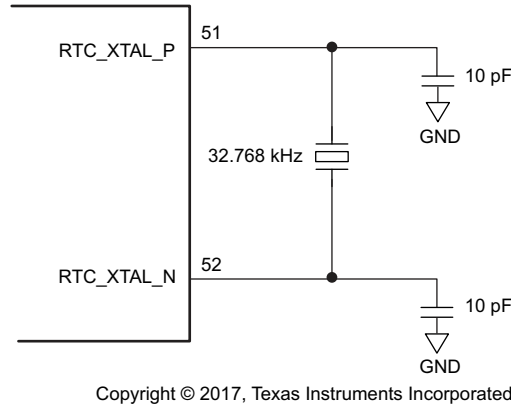 RTC_XTAL_P
51
10 pF
GND
32.768 kHz
RTC_XTAL_N
52
10 pF
GND
Copyright © 2017, Texas Instruments Incorporated